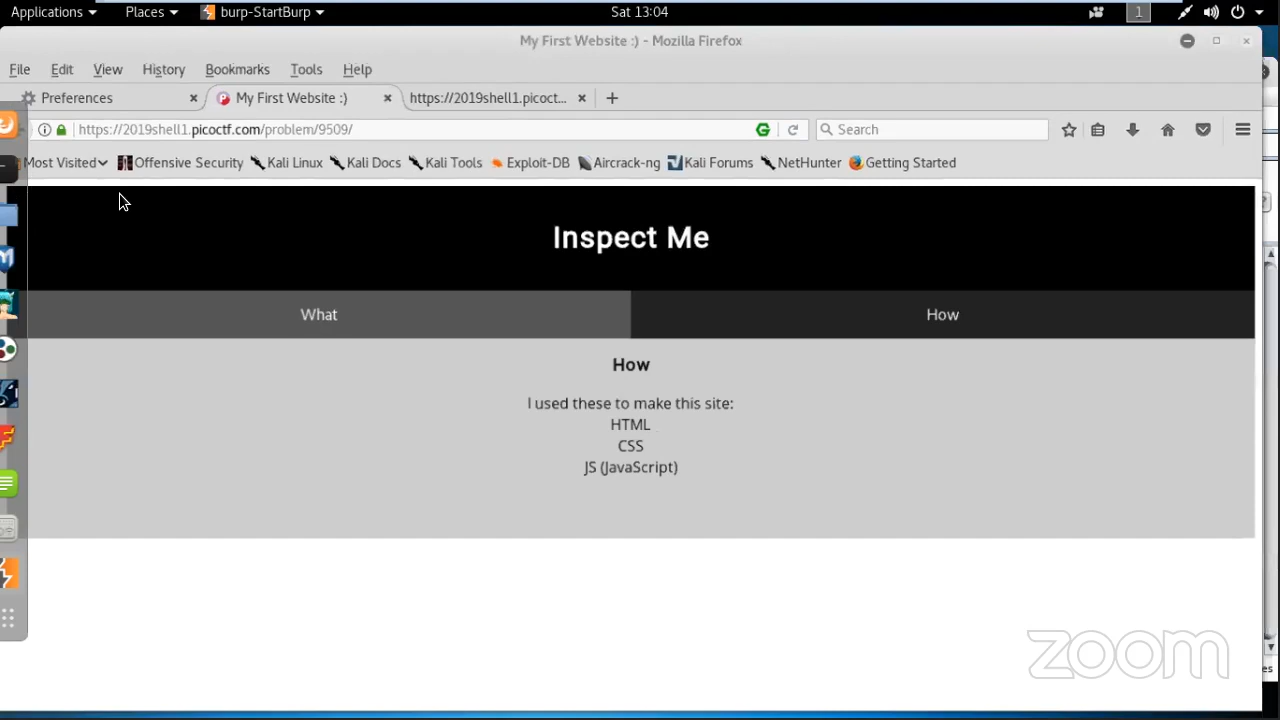 Applications Places burp-StartBurp Sat 13:04 1
My First Website :) - Mozilla Firefox
File Edit View History Bookmarks Tools Help
Preferences × My First Website :) × https://2019shell1.picoct... × +
https://2019shell1.picoctf.com/problem/9509/ Search
Most Visited Offensive Security Kali Linux Kali Docs Kali Tools Exploit-DB Aircrack-ng Kali Forums NetHunter Getting Started
Inspect Me
What How
How
I used these to make this site:
HTML
CSS
JS (JavaScript)
zoom
es